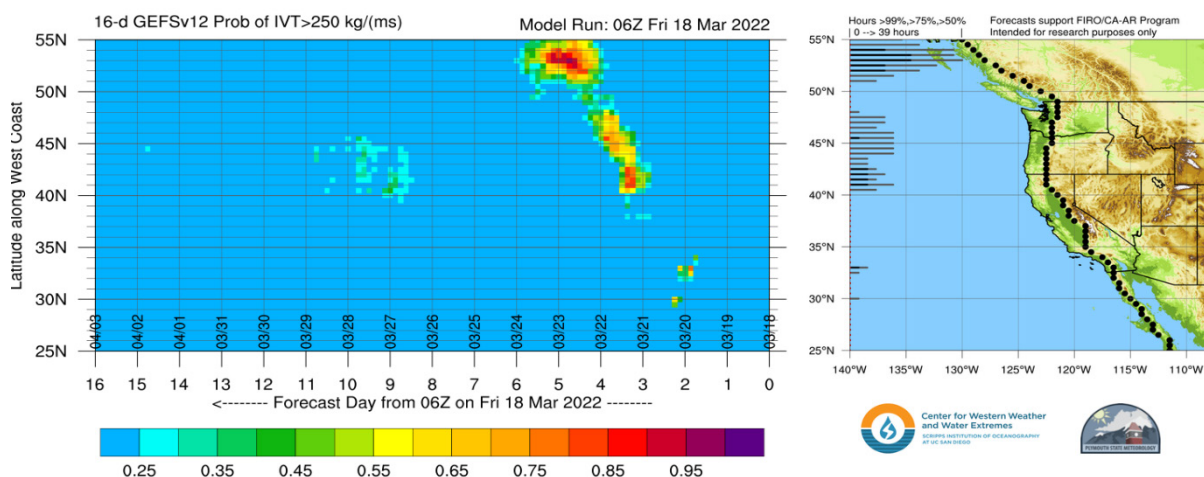 16-d GEFSv12 Prob of IVT>250 kg/(ms)
Model Run: 06Z Fri 18 Mar 2022
Latitude along West Coast
55N
50N
45N
40N
35N
30N
25N
04/03
04/02
04/01
03/31
03/30
03/29
03/28
03/27
03/26
03/25
03/24
03/23
03/22
03/21
03/20
03/19
03/18
16 15 14 13 12 11 10 9 8 7 6 5 4 3 2 1 0
<-------- Forecast Day from 06Z on Fri 18 Mar 2022 --------
0.25 0.35 0.45 0.55 0.65 0.75 0.85 0.95
Hours >99%,>75%,>50%
| 0 --> 39 hours |
Forecasts support FIRO/CA-AR Program
Intended for research purposes only
55°N
50°N
45°N
40°N
35°N
30°N
25°N
140°W 135°W 130°W 125°W 120°W 115°W 110°W
Center for Western Weather
and Water Extremes
SCRIPPS INSTITUTION OF OCEANOGRAPHY
AT UC SAN DIEGO
PLYMOUTH STATE METEOROLOGY